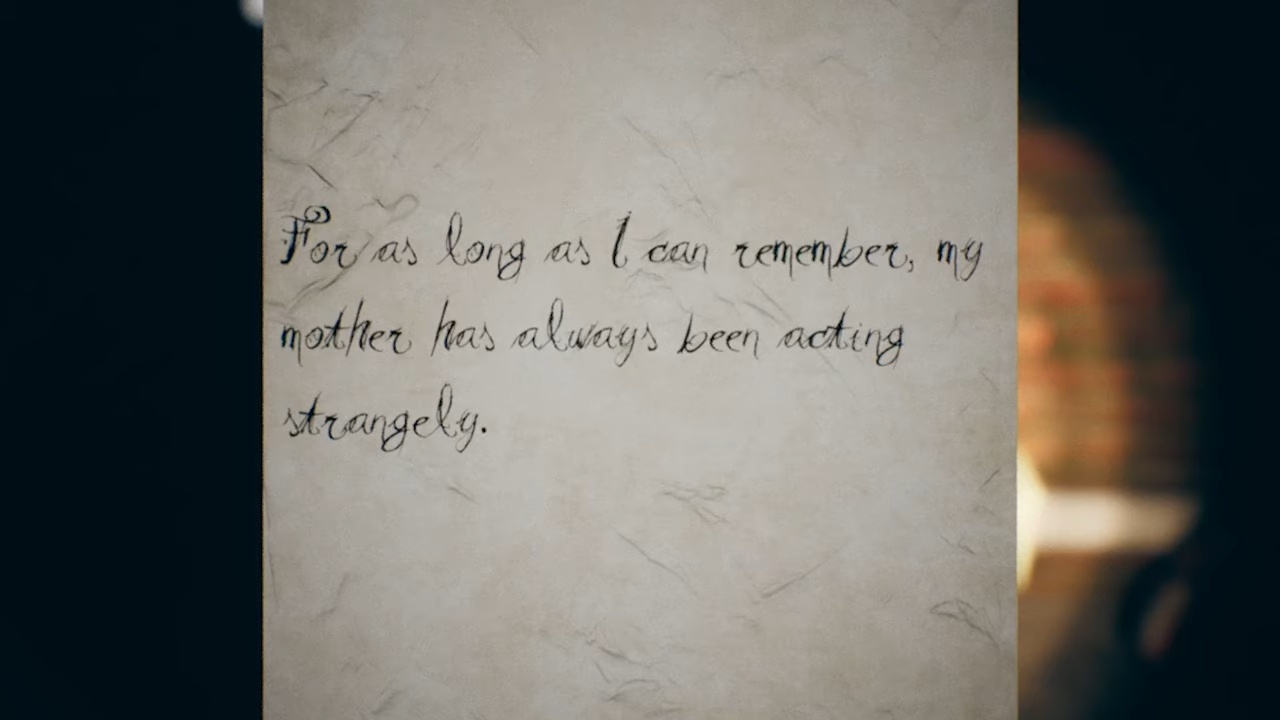 For as long as I can remember, my
mother has always been acting
strangely.